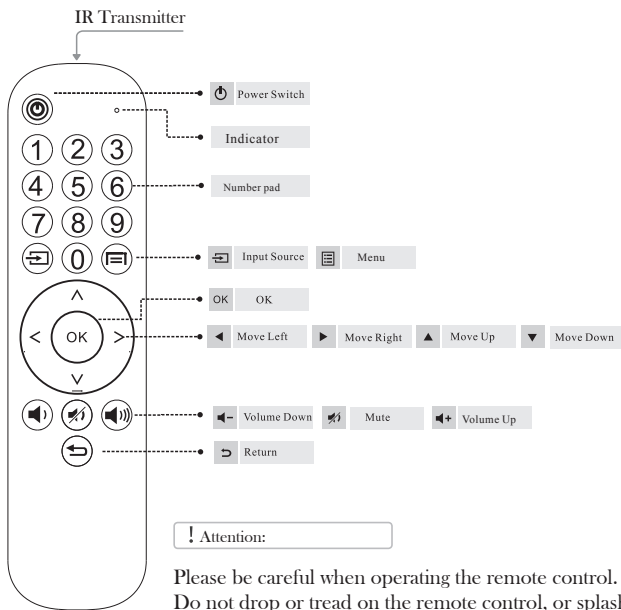 IR Transmitter
Power Switch
Indicator
1 2 3
4 5 6
Number pad
7 8 9
0
Input Source Menu
OK OK
OK
Move Left Move Right Move Up Move Down
Volume Down Mute Volume Up
Return
! Attention:
Please be careful when operating the remote control.
Do not drop or tread on the remote control, or splash